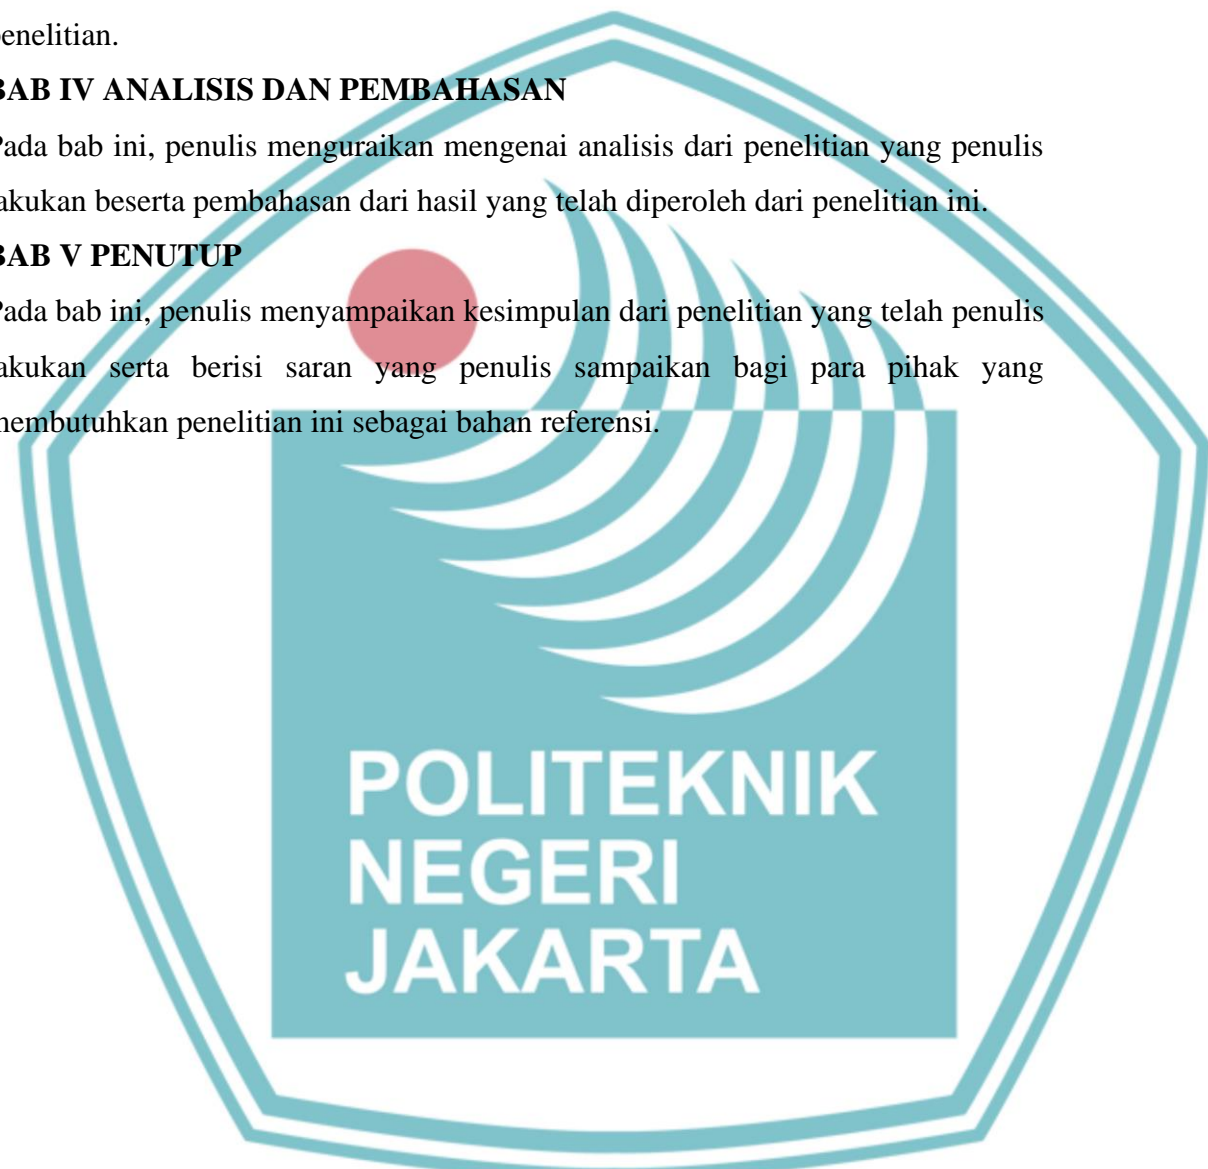 penelitian.
BAB IV ANALISIS DAN PEMBAHASAN
Pada bab ini, penulis menguraikan mengenai analisis dari penelitian yang penulis
lakukan beserta pembahasan dari hasil yang telah diperoleh dari penelitian ini.
BAB V PENUTUP
Pada bab ini, penulis menyampaikan kesimpulan dari penelitian yang telah penulis
lakukan serta berisi saran yang penulis sampaikan bagi para pihak yang
membutuhkan penelitian ini sebagai bahan referensi.
POLITEKNIK
NEGERI
JAKARTA